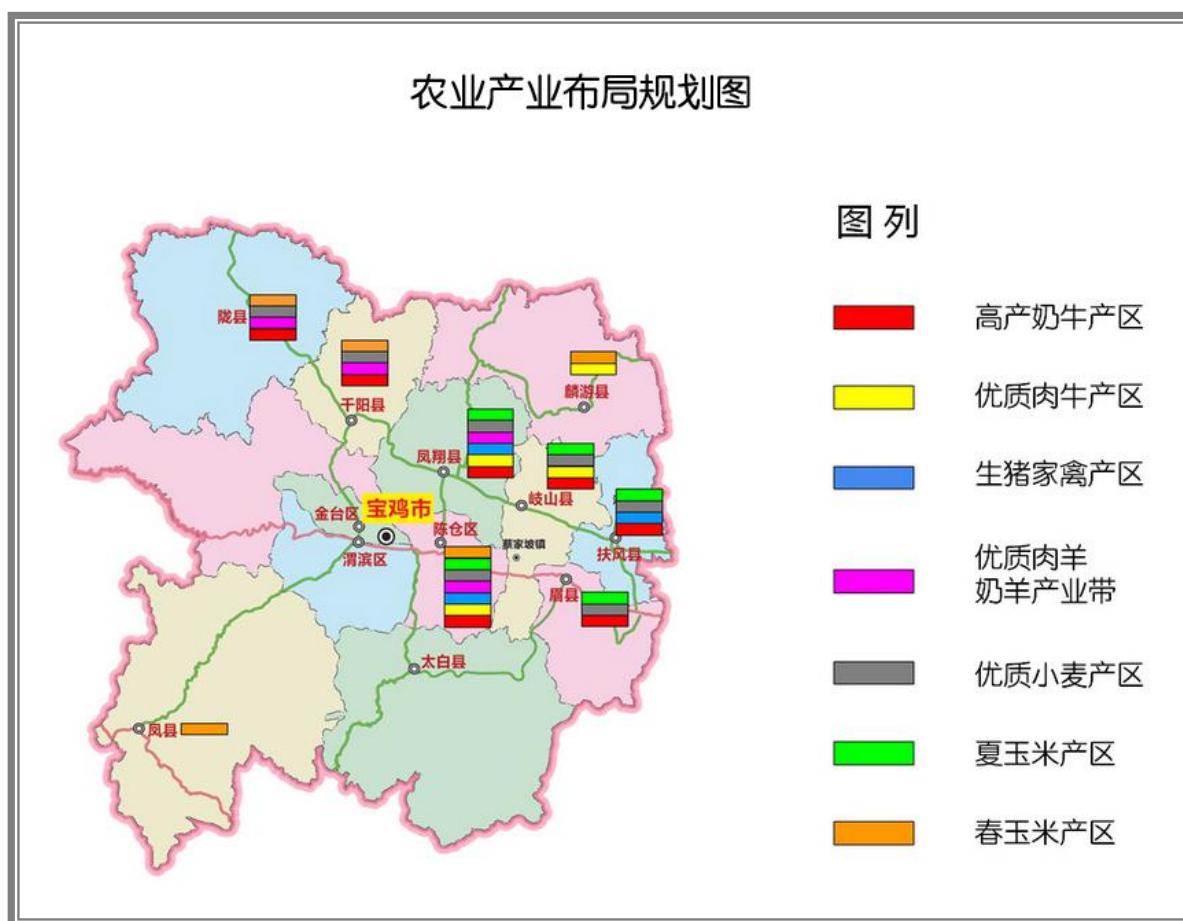 农业产业布局规划图
图列
高产奶牛产区
优质肉牛产区
生猪家禽产区
优质肉羊
奶羊产业带
优质小麦产区
夏玉米产区
春玉米产区
陇县
千阳县
麟游县
凤翔县
岐山县
金台区
宝鸡市
陈仓区
渭滨区
蔡家坡镇
扶风县
眉县
太白县
凤县